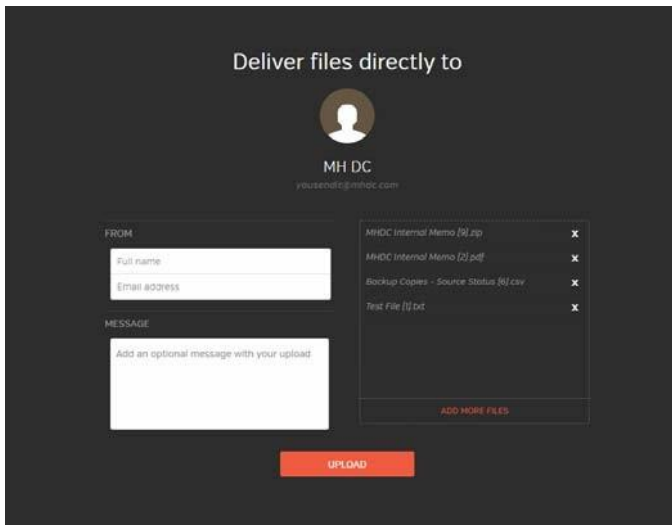 Deliver files directly to
MH DC
yousendit@mhdc.com
FROM
Full name
Email address
MESSAGE
Add an optional message with your upload
MHDC Internal Memo [9].zip X
MHDC Internal Memo [2].pdf X
Backup Copies - Source Status [6].csv X
Test File [1].txt X
ADD MORE FILES
UPLOAD